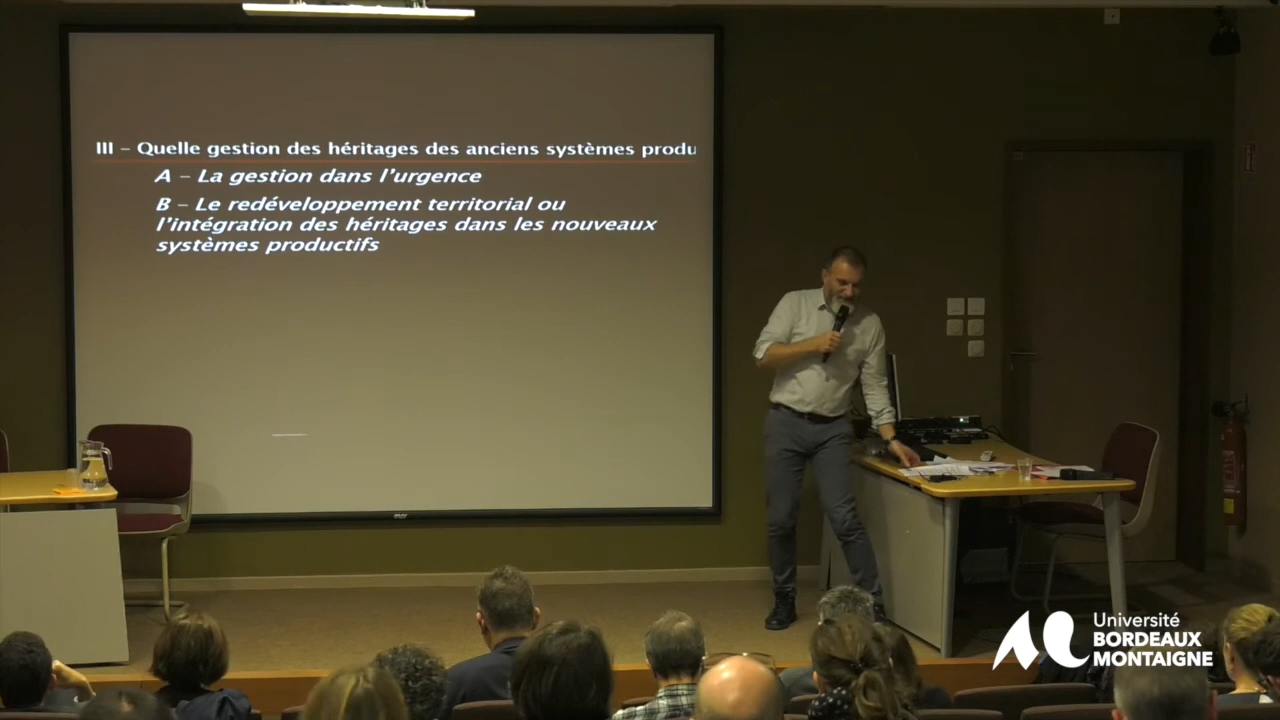 III – Quelle gestion des héritages des anciens systèmes produ
A – La gestion dans l'urgence
B – Le redéveloppement territorial ou
l'intégration des héritages dans les nouveaux
systèmes productifs
Université
BORDEAUX
MONTAIGNE